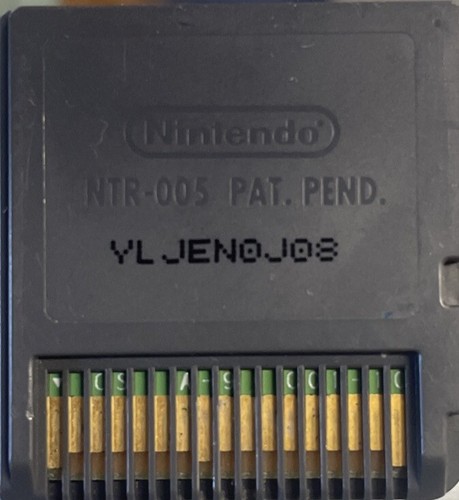 Nintendo®
NTR-005 PAT. PEND.
YLJEN0J08